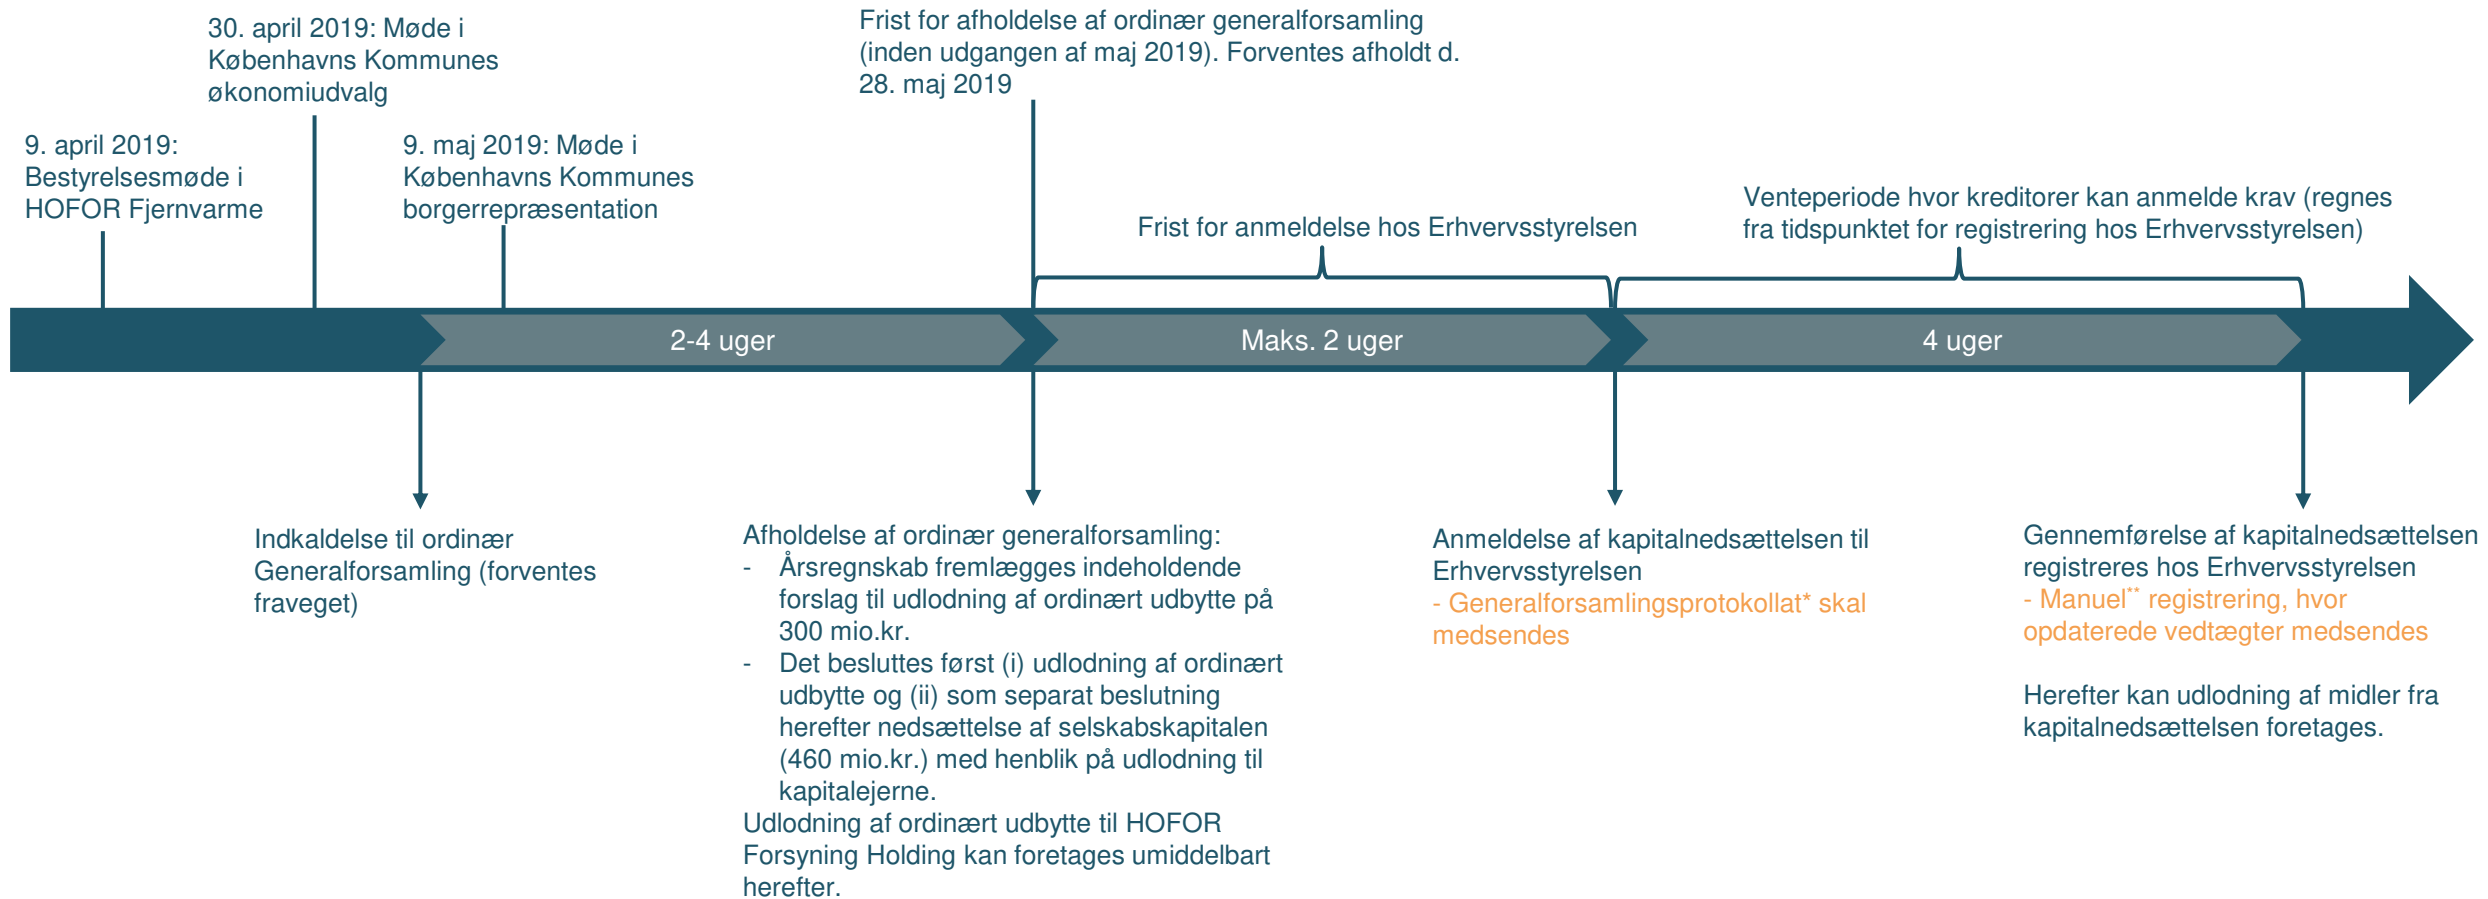 9. april 2019:
Bestyrelsesmøde i
HOFOR Fjernvarme
30. april 2019: Møde i
Københavns Kommunes
økonomiudvalg
9. maj 2019: Møde i
Københavns Kommunes
borgerrepræsentation
Frist for afholdelse af ordinær generalforsamling
(inden udgangen af maj 2019). Forventes afholdt d.
28. maj 2019
Frist for anmeldelse hos Erhvervsstyrelsen
Venteperiode hvor kreditorer kan anmelde krav (regnes
fra tidspunktet for registrering hos Erhvervsstyrelsen)
2-4 uger
Maks. 2 uger
4 uger
Indkaldelse til ordinær
Generalforsamling (forventes
fraveget)
Afholdelse af ordinær generalforsamling:
- Årsregnskab fremlægges indeholdende
forslag til udlodning af ordinært udbytte på
300 mio.kr.
- Det besluttes først (i) udlodning af ordinært
udbytte og (ii) som separat beslutning
herefter nedsættelse af selskabskapitalen
(460 mio.kr.) med henblik på udlodning til
kapitalejerne.
Udlodning af ordinært udbytte til HOFOR
Forsyning Holding kan foretages umiddelbart
herefter.
Anmeldelse af kapitalnedsættelsen til
Erhvervsstyrelsen
- Generalforsamlingsprotokollat* skal
medsendes
Gennemførelse af kapitalnedsættelsen
registreres hos Erhvervsstyrelsen
- Manuel** registrering, hvor
opdaterede vedtægter medsendes
Herefter kan udlodning af midler fra
kapitalnedsættelsen foretages.